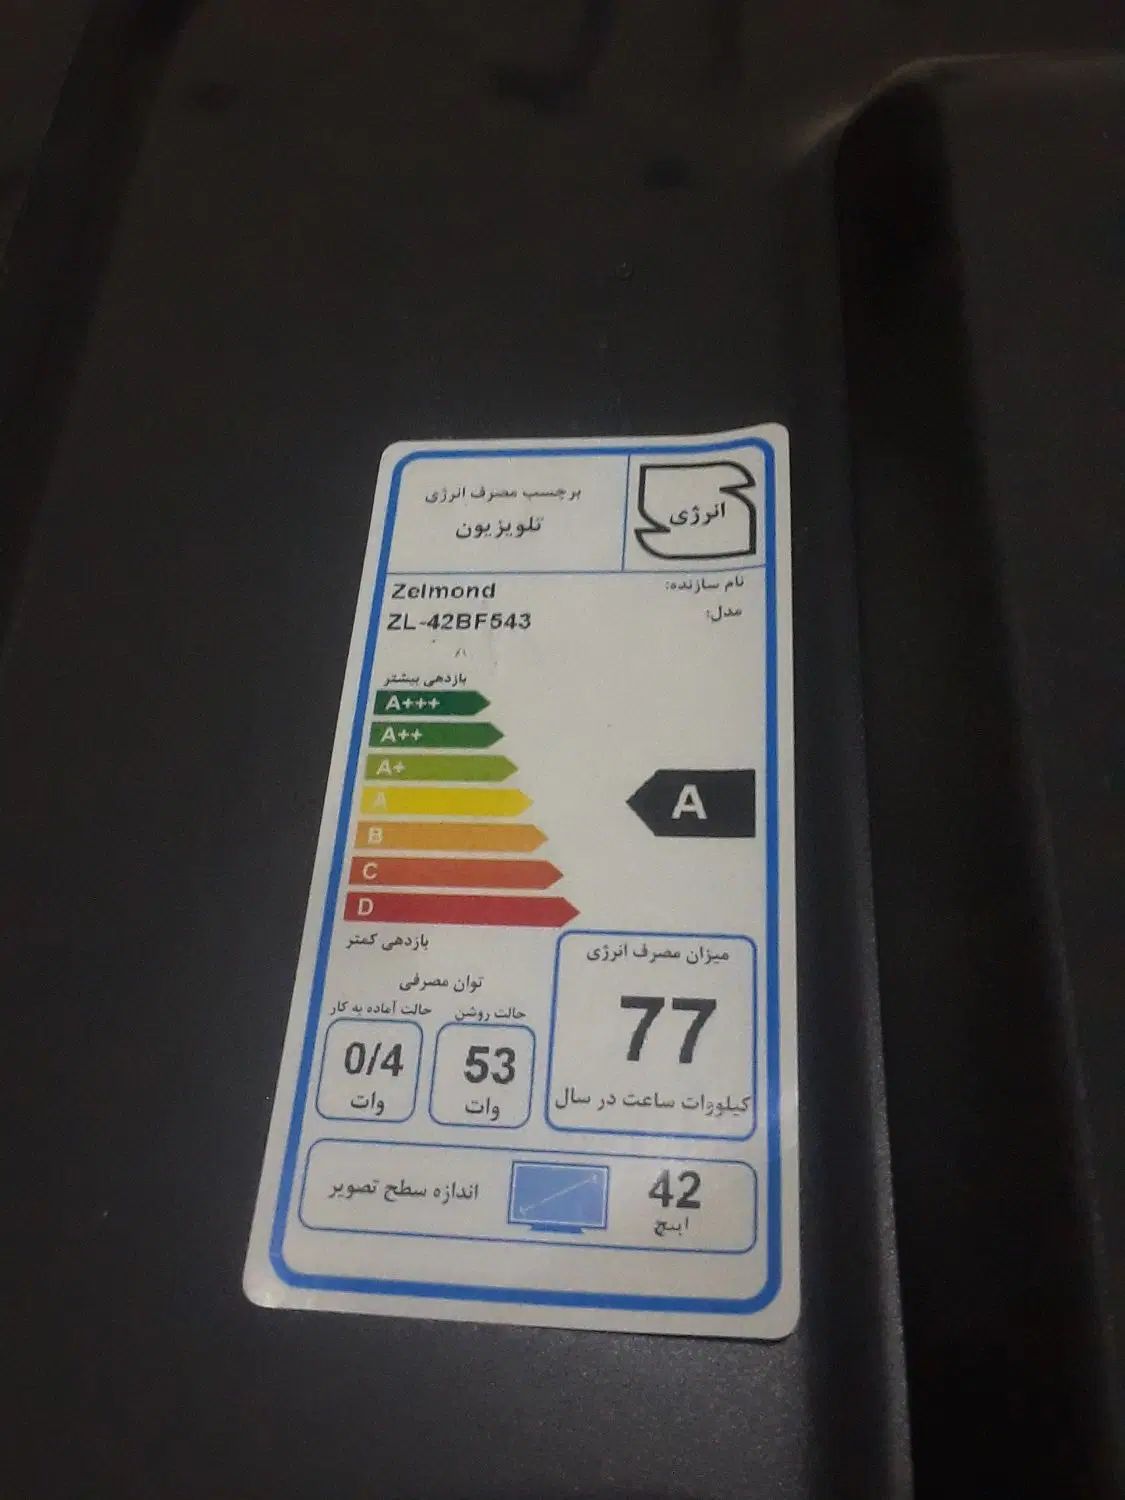 برچسب مصرف انرژی
تلویزیون
انرژی
نام سازنده: Zelmond
مدل: ZL-42BF543
بازدهی بیشتر
A+++
A++
A+
A
A
B
C
D
بازدهی کمتر
میزان مصرف انرژی
77
کیلووات ساعت در سال
توان مصرفی
حالت روشن
53
وات
حالت آماده به کار
0/4
وات
اندازه سطح تصویر
42
اینچ